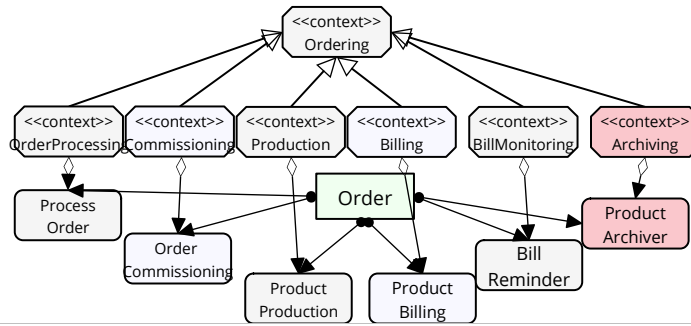 <<context>>
Ordering
<<context>>
OrderProcessing
<<context>>
Commissioning
<<context>>
Production
<<context>>
Billing
<<context>>
BillMonitoring
<<context>>
Archiving
Order
Process
Order
Order
Commissioning
Product
Production
Product
Billing
Bill
Reminder
Product
Archiver